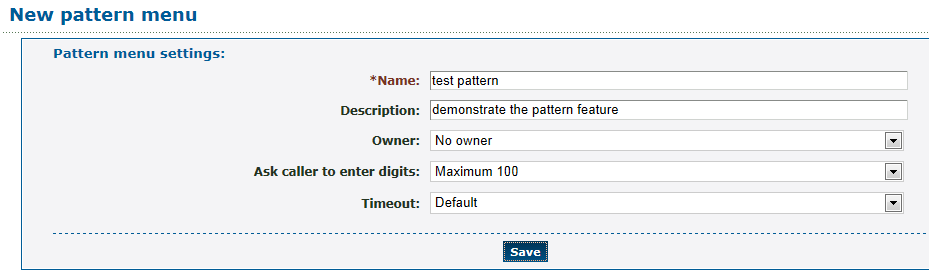 New pattern menu
Pattern menu settings:
*Name: test pattern
Description: demonstrate the pattern feature
Owner: No owner
Ask caller to enter digits: Maximum 100
Timeout: Default
Save